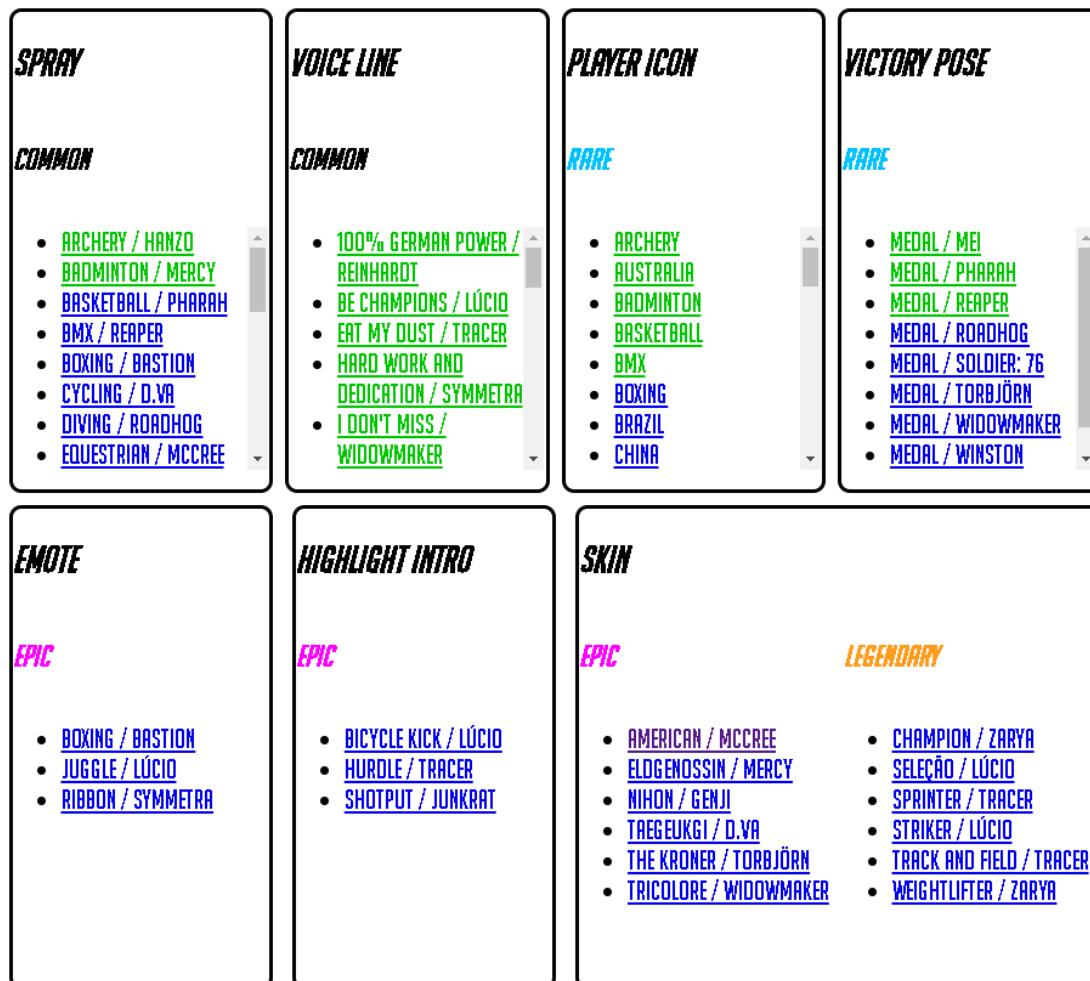 SPRAY
COMMON
ARCHERY / HANZO
BADMINTON / MERCY
BASKETBALL / PHARAH
BMX / REAPER
BOXING / BASTION
CYCLING / D.VA
DIVING / ROADHOG
EQUESTRIAN / MCCREE
VOICE LINE
COMMON
100% GERMAN POWER /
REINHARDT
BE CHAMPIONS / LÚCIO
EAT MY DUST / TRACER
HARD WORK AND
DEDICATION / SYMMETRA
I DON'T MISS /
WIDOWMAKER
PLAYER ICON
RARE
ARCHERY
AUSTRALIA
BADMINTON
BASKETBALL
BMX
BOXING
BRAZIL
CHINA
VICTORY POSE
RARE
MEDAL / MEI
MEDAL / PHARAH
MEDAL / REAPER
MEDAL / ROADHOG
MEDAL / SOLDIER: 76
MEDAL / TORBJÖRN
MEDAL / WIDOWMAKER
MEDAL / WINSTON
EMOTE
EPIC
BOXING / BASTION
JUGGLE / LÚCIO
RIBBON / SYMMETRA
HIGHLIGHT INTRO
EPIC
BICYCLE KICK / LÚCIO
HURDLE / TRACER
SHOTPUT / JUNKRAT
SKIN
EPIC
AMERICAN / MCCREE
ELDGENOSSIN / MERCY
NIHON / GENJI
TAEGEUKGI / D.VA
THE KRONER / TORBJÖRN
TRICOLORE / WIDOWMAKER
LEGENDARY
CHAMPION / ZARYA
SELEÇÃO / LÚCIO
SPRINTER / TRACER
STRIKER / LÚCIO
TRACK AND FIELD / TRACER
WEIGHTLIFTER / ZARYA